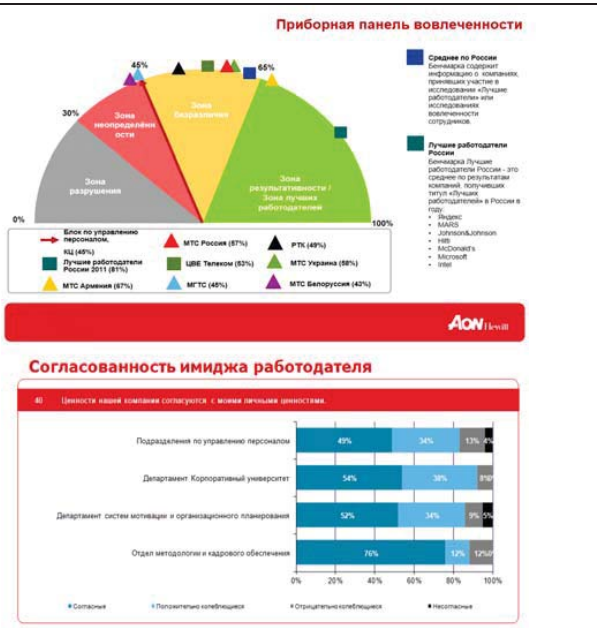 Приборная панель вовлеченности
45%
65%
30%
0%
100%
Зона
разрушения
Зона
неопределённ
ости
Зона
безразличия
Зона
результативности /
Зона лучших
работодателей
Среднее по России
Бенчмарка содержит
информацию о компаниях,
принявших участие в
исследовании «Лучшие
работодатели» или
исследованиях
вовлеченности
сотрудников.
Лучшие работодатели
России
Бенчмарка Лучшие
работодатели России - это
среднее по результатам
компаний, получивших
титул «Лучших
работодателей» в России в
году:
• Яндекс
• MARS
• Johnson&Johnson
• Hilti
• McDonald's
• Microsoft
• Intel
Блок по управлению
персоналом,
КЦ (45%)
МТС Россия (57%)
РТК (49%)
Лучшие работодатели
России 2011 (81%)
ЦВЕ Телеком (53%)
МТС Украина (58%)
МТС Армения (67%)
МГТС (45%)
МТС Белоруссия (43%)
AON Hewitt
Согласованность имиджа работодателя
40 Ценности нашей компании согласуются с моими личными ценностями.
Подразделения по управлению персоналом 49% 34% 13% 4%
Департамент Корпоративный университет 54% 38% 8% 0%
Департамент систем мотивации и организационного планирования 52% 34% 9% 5%
Отдел методологии и кадрового обеспечения 76% 12% 12% 0%
0% 20% 40% 60% 80% 100%
Согласные Положительно колеблющиеся Отрицательно колеблющиеся Несогласные